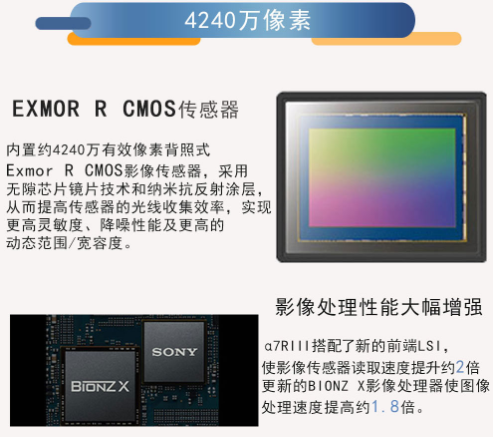 4240万像素
EXMOR R CMOS传感器
内置约4240万有效像素背照式
Exmor R CMOS影像传感器，采用
无隙芯片镜片技术和纳米抗反射涂层，
从而提高传感器的光线收集效率，实现
更高灵敏度、降噪性能及更高的
动态范围/宽容度。
影像处理性能大幅增强
SONY
BIONZ X
α7RIII搭配了新的前端LSI，
使影像传感器读取速度提升约2倍
更新的BIONZ X影像处理器使图像
处理速度提高约1.8倍。